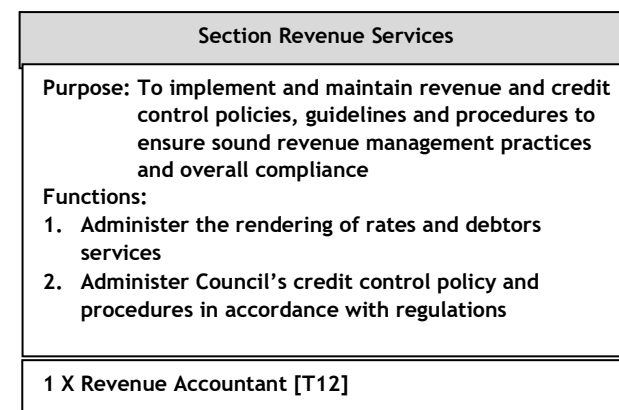 Section Revenue Services
Purpose: To implement and maintain revenue and credit
control policies, guidelines and procedures to
ensure sound revenue management practices
and overall compliance
Functions:
1. Administer the rendering of rates and debtors
services
2. Administer Council’s credit control policy and
procedures in accordance with regulations
1 X Revenue Accountant [T12]